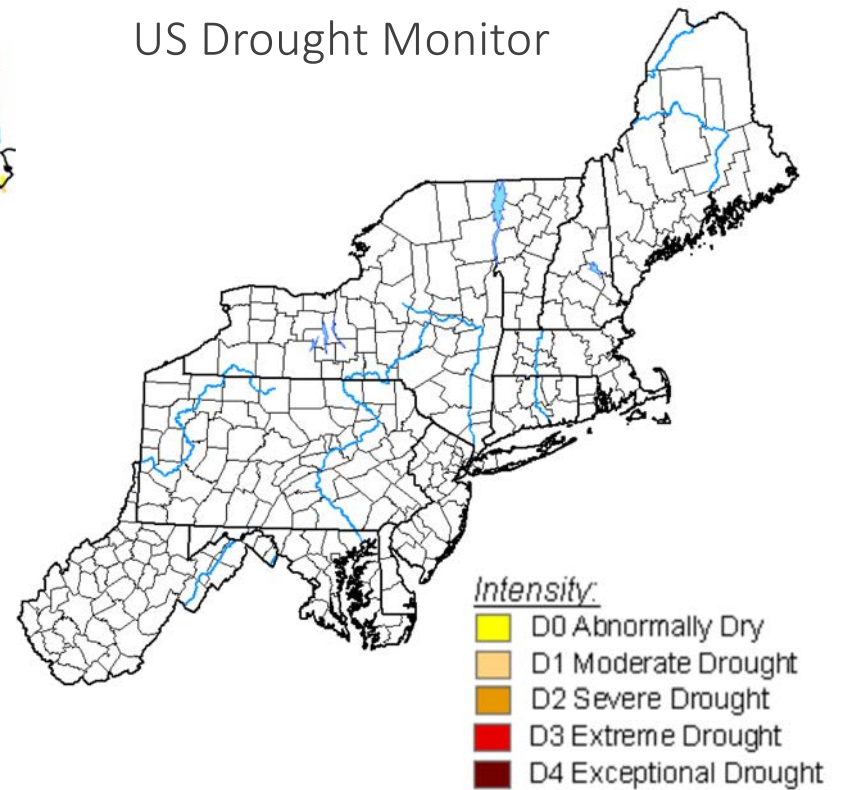 US Drought Monitor
Intensity:
D0 Abnormally Dry
D1 Moderate Drought
D2 Severe Drought
D3 Extreme Drought
D4 Exceptional Drought